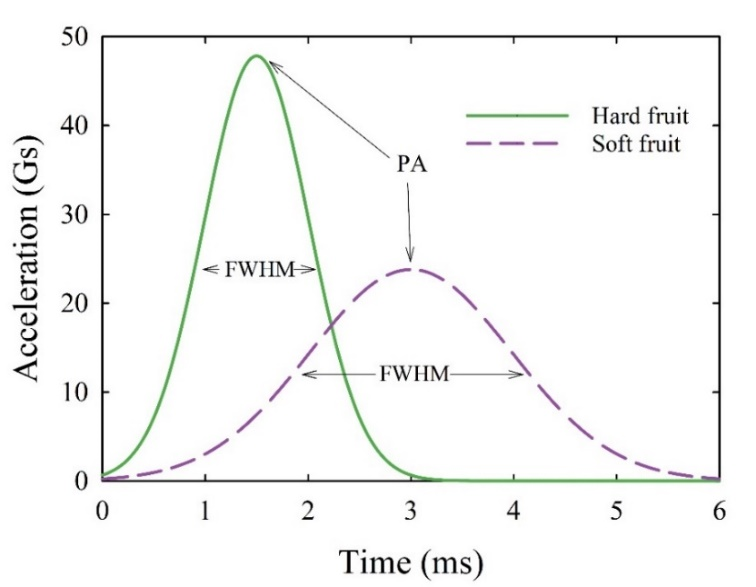 50
40
30
20
10
0
Acceleration (Gs)
Hard fruit
Soft fruit
PA
FWHM
FWHM
0 1 2 3 4 5 6
Time (ms)